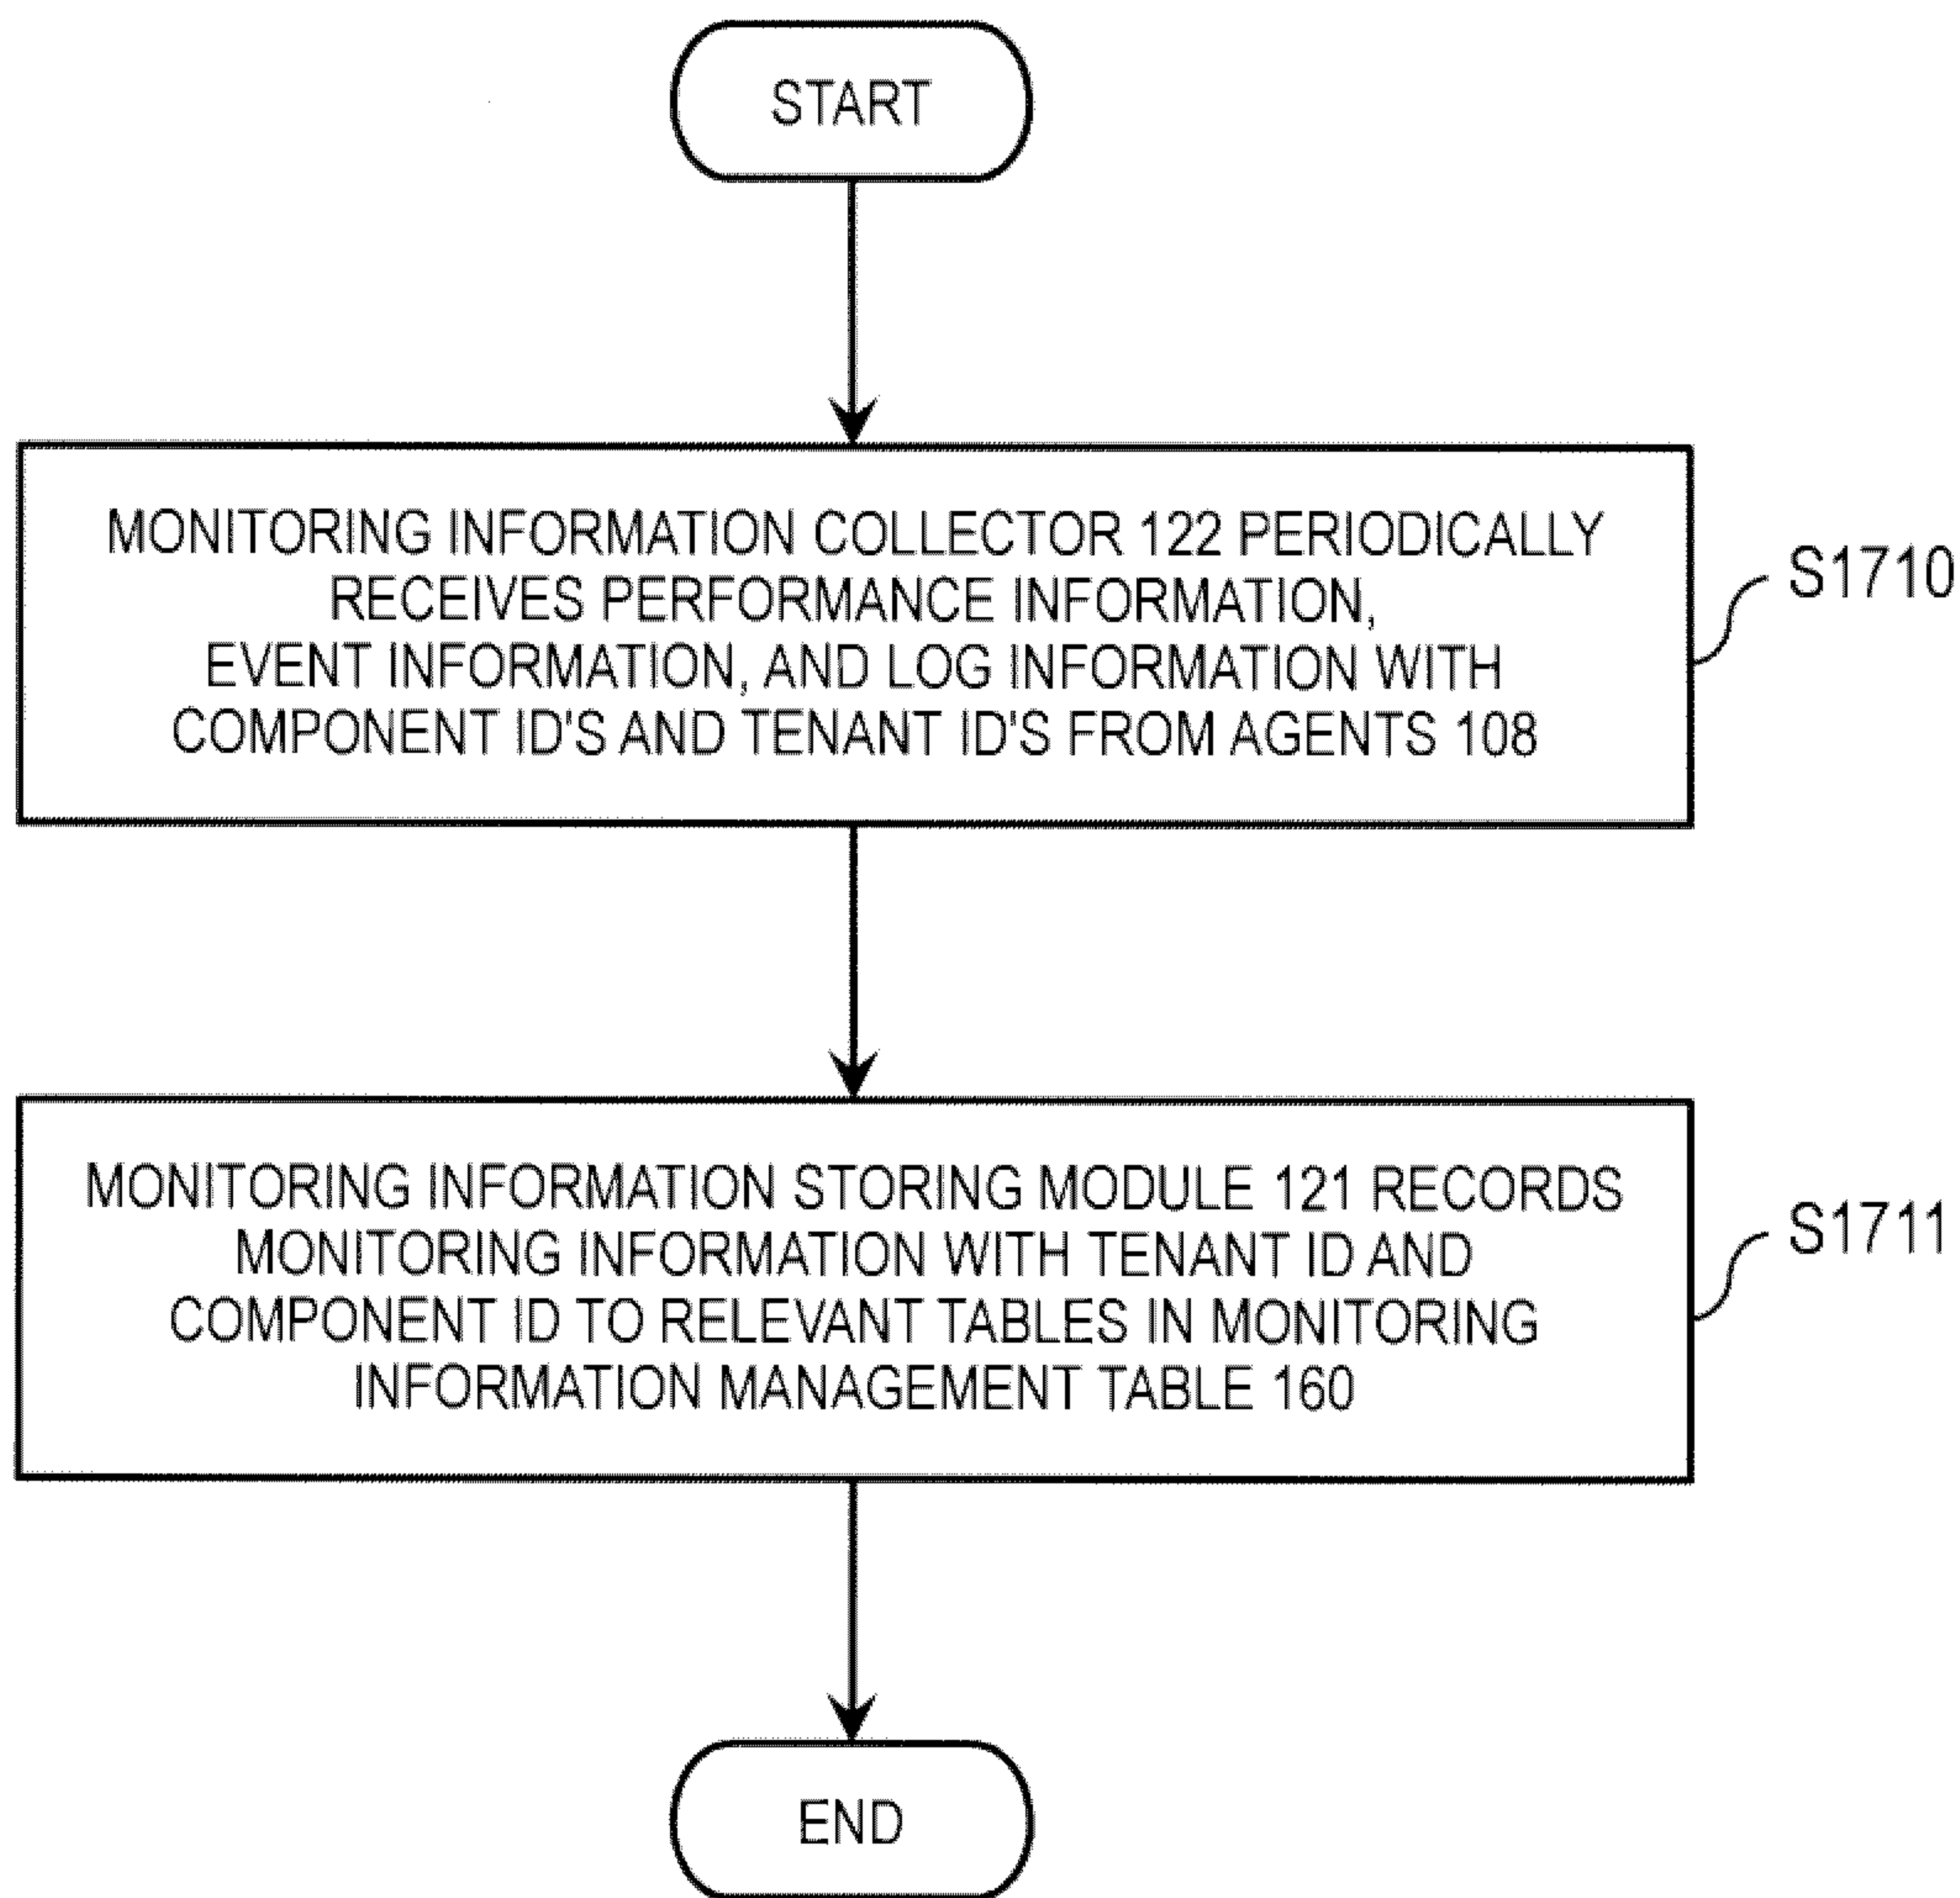 START
MONITORING INFORMATION COLLECTOR 122 PERIODICALLY
RECEIVES PERFORMANCE INFORMATION,
EVENT INFORMATION, AND LOG INFORMATION WITH
COMPONENT ID'S AND TENANT ID'S FROM AGENTS 108
S1710
MONITORING INFORMATION STORING MODULE 121 RECORDS
MONITORING INFORMATION WITH TENANT ID AND
COMPONENT ID TO RELEVANT TABLES IN MONITORING
INFORMATION MANAGEMENT TABLE 160
S1711
END